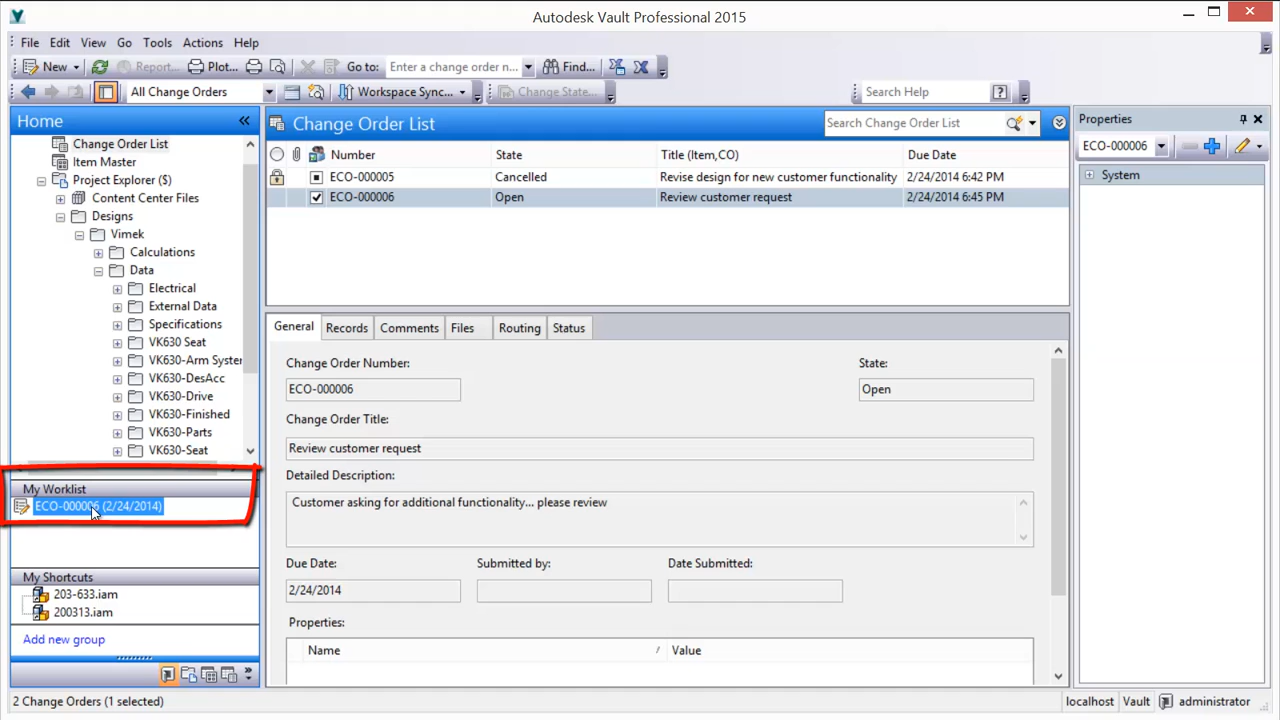 Autodesk Vault Professional 2015
File Edit View Go Tools Actions Help
New Report... Plot... Go to: Enter a change order n... Find...
All Change Orders Workspace Sync... Change State... Search Help
Home
Change Order List
Item Master
Project Explorer ($)
Content Center Files
Designs
Vimek
Calculations
Data
Electrical
External Data
Specifications
VK630 Seat
VK630-Arm Syster
VK630-DesAcc
VK630-Drive
VK630-Finished
VK630-Parts
VK630-Seat
My Worklist
ECO-000006 (2/24/2014)
My Shortcuts
203-633.iam
200313.iam
Add new group
Change Order List Search Change Order List
Number State Title (Item,CO) Due Date
ECO-000005 Cancelled Revise design for new customer functionality 2/24/2014 6:42 PM
ECO-000006 Open Review customer request 2/24/2014 6:45 PM
General Records Comments Files Routing Status
Change Order Number: State:
ECO-000006 Open
Change Order Title:
Review customer request
Detailed Description:
Customer asking for additional functionality... please review
Due Date: Submitted by: Date Submitted:
2/24/2014
Properties:
Name / Value
Properties
ECO-000006
System
2 Change Orders (1 selected) localhost Vault administrator